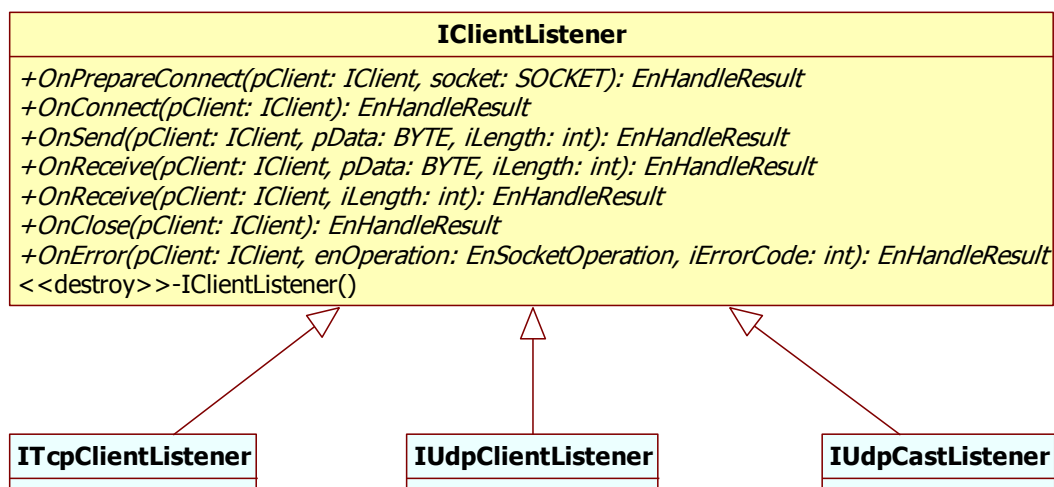 IClientListener
+OnPrepareConnect(pClient: IClient, socket: SOCKET): EnHandleResult
+OnConnect(pClient: IClient): EnHandleResult
+OnSend(pClient: IClient, pData: BYTE, iLength: int): EnHandleResult
+OnReceive(pClient: IClient, pData: BYTE, iLength: int): EnHandleResult
+OnReceive(pClient: IClient, iLength: int): EnHandleResult
+OnClose(pClient: IClient): EnHandleResult
+OnError(pClient: IClient, enOperation: EnSocketOperation, iErrorCode: int): EnHandleResult
<<destroy>>-IClientListener()
ITcpClientListener
IUdpClientListener
IUdpCastListener